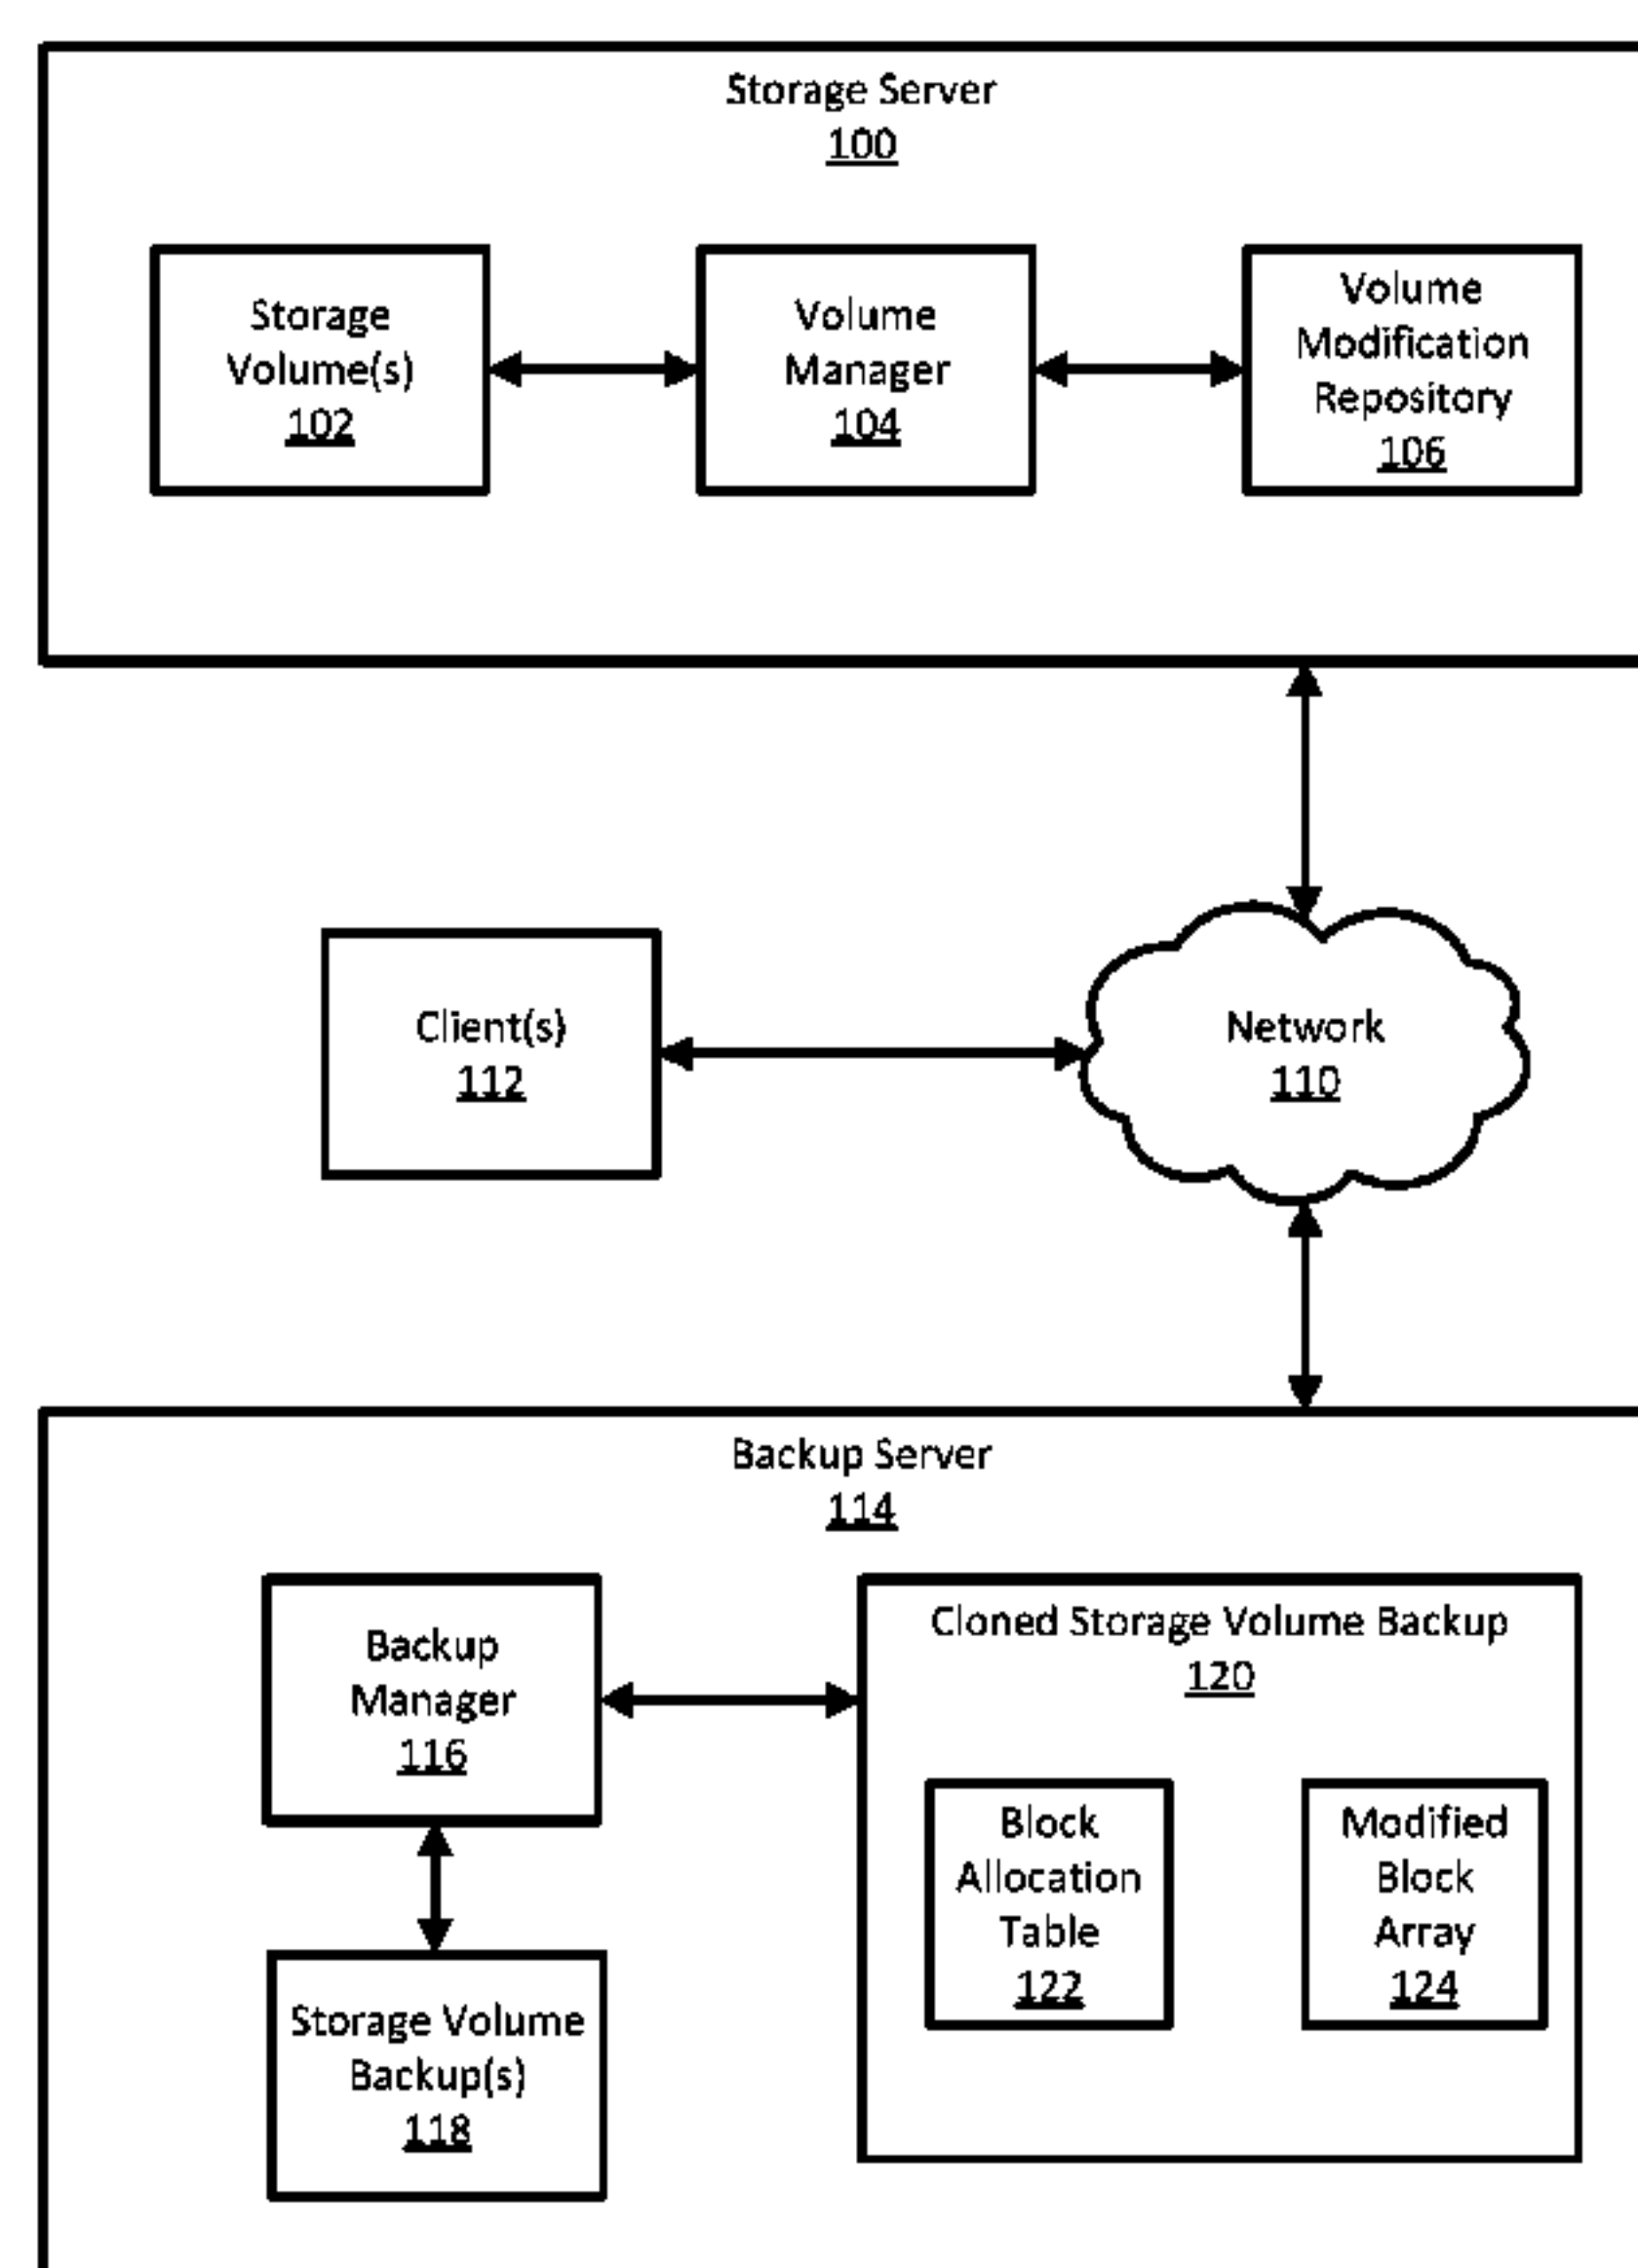 Storage Server
100
Storage
Volume(s)
102
Volume
Manager
104
Volume
Modification
Repository
106
Client(s)
112
Network
110
Backup Server
114
Backup
Manager
116
Cloned Storage Volume Backup
120
Block
Allocation
Table
122
Modified
Block
Array
124
Storage Volume
Backup(s)
118